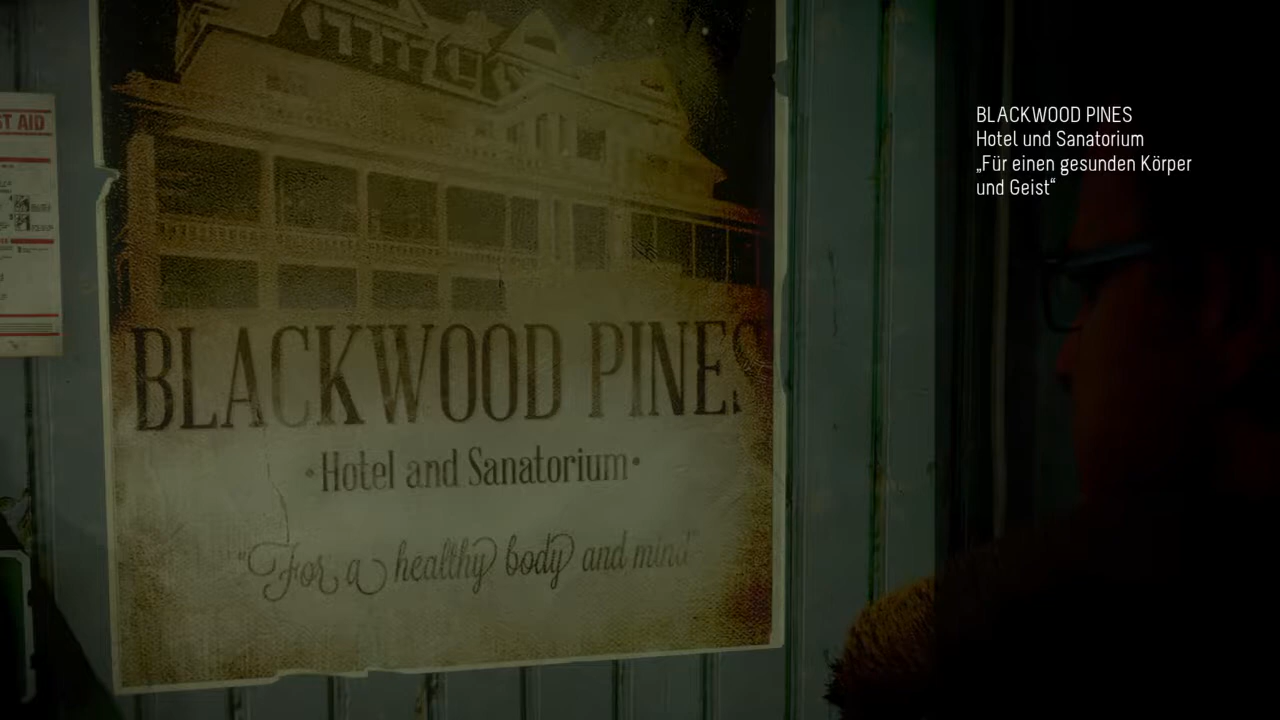 ST AID
BLACKWOOD PINES
Hotel und Sanatorium
„Für einen gesunden Körper
und Geist“
BLACKWOOD PINES
•Hotel and Sanatorium•
"For a healthy body and mind"